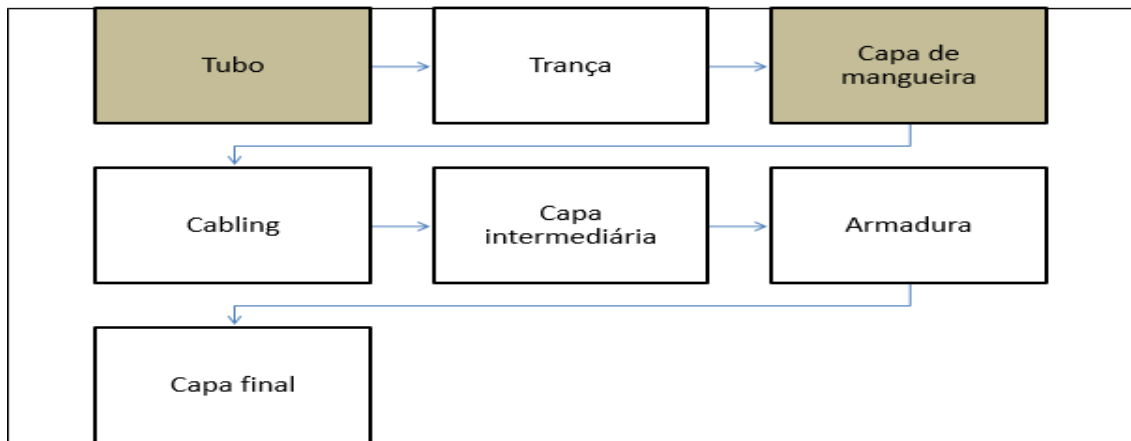 Tubo
Trança
Capa de
mangueira
Cabling
Capa
intermediária
Armadura
Capa final